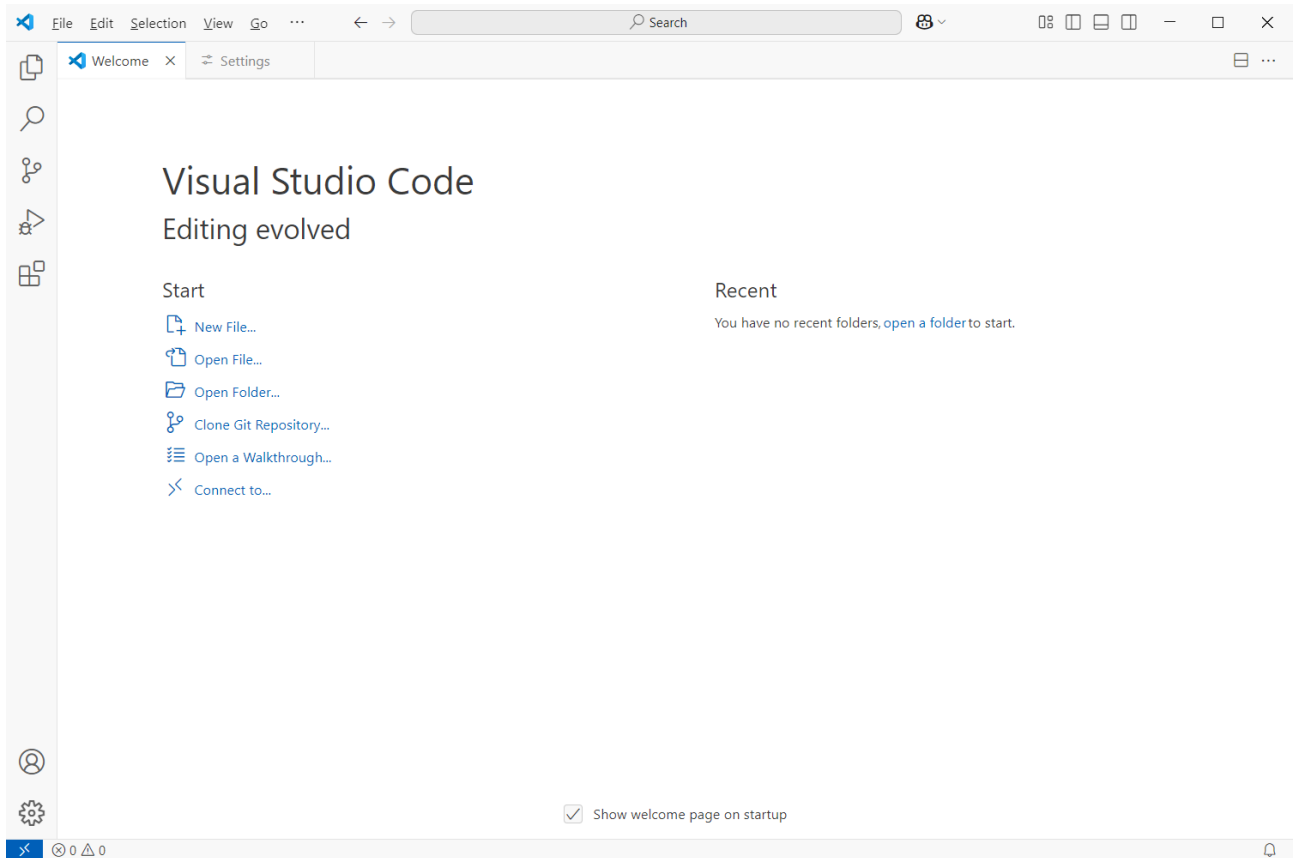 File Edit Selection View Go ··· Search
Welcome Settings
Visual Studio Code
Editing evolved
Start
New File...
Open File...
Open Folder...
Clone Git Repository...
Open a Walkthrough...
Connect to...
Recent
You have no recent folders, open a folder to start.
Show welcome page on startup
0 0